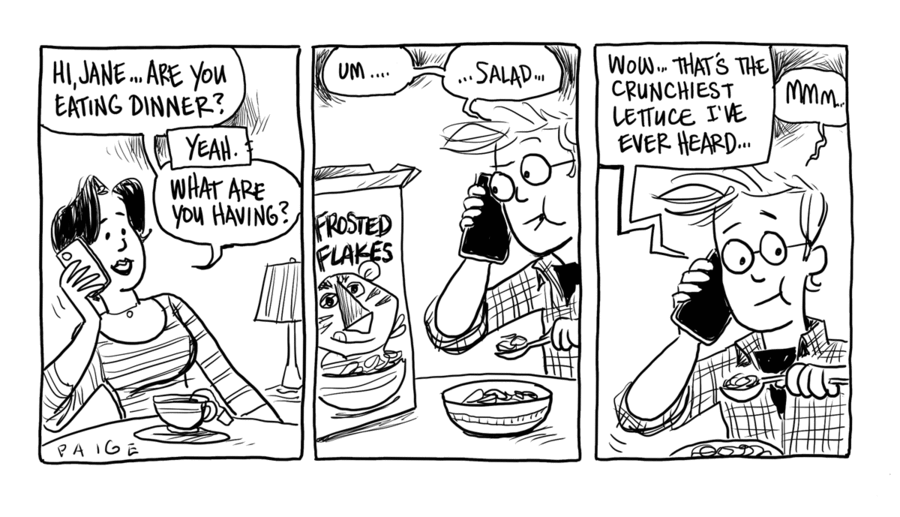 HI, JANE... ARE YOU
EATING DINNER?
YEAH.
WHAT ARE
YOU HAVING?
PAIGE
UM ....
...SALAD...
FROSTED
FLAKES
WOW... THAT'S THE
CRUNCHIEST
LETTUCE I'VE
EVER HEARD...
MMM...